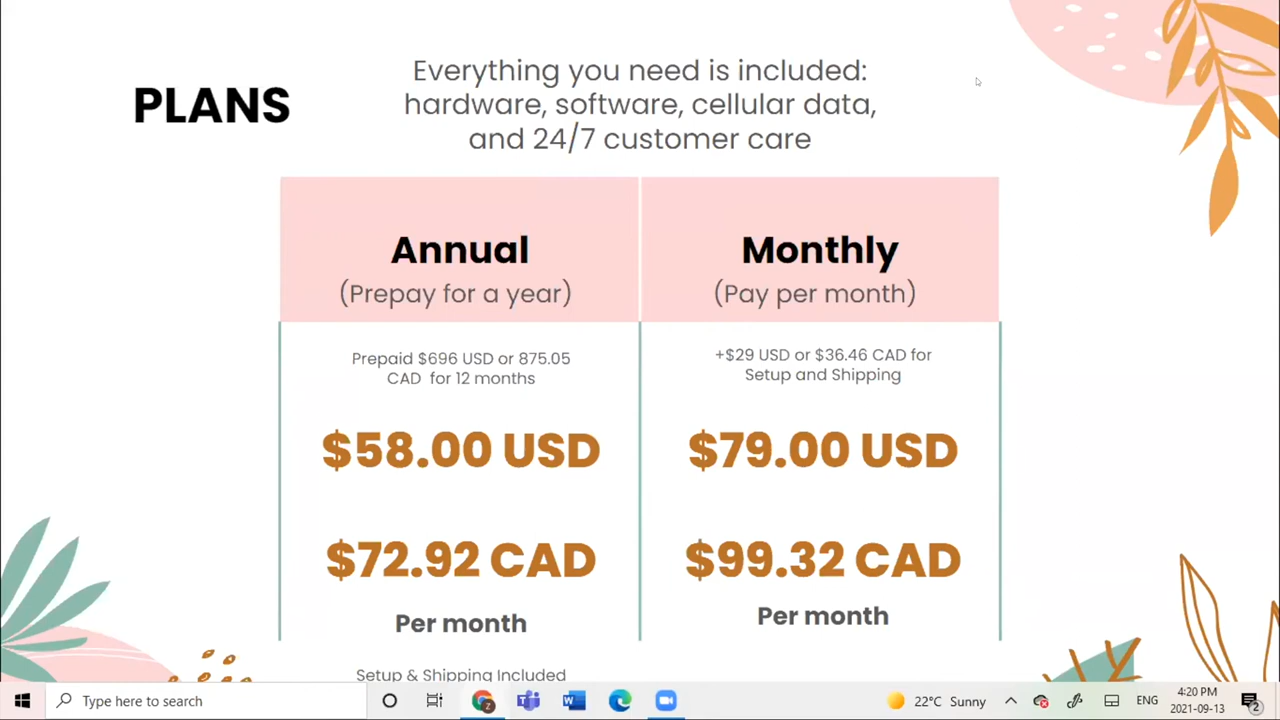 PLANS
Everything you need is included:
hardware, software, cellular data,
and 24/7 customer care
Annual
(Prepay for a year)
Prepaid $696 USD or 875.05
CAD for 12 months
$58.00 USD
$72.92 CAD
Per month
Setup & Shipping Included
Monthly
(Pay per month)
+$29 USD or $36.46 CAD for
Setup and Shipping
$79.00 USD
$99.32 CAD
Per month
Type here to search
22°C Sunny
ENG
4:20 PM
2021-09-13
2